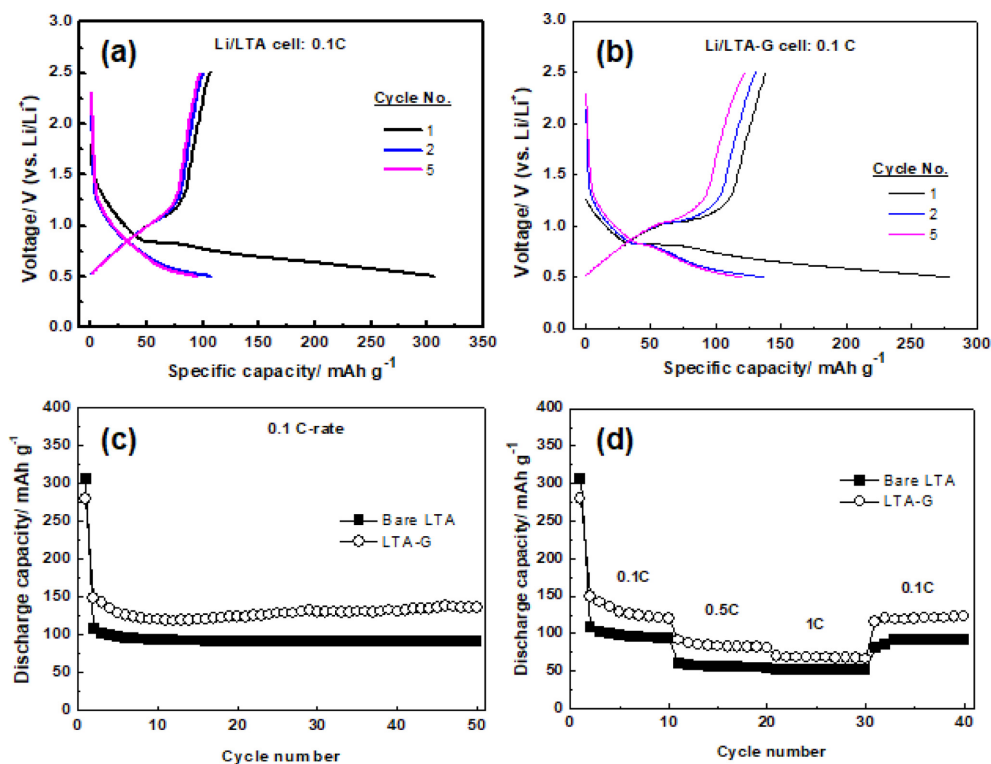 (a)
Li/LTA cell: 0.1C
Cycle No.
1
2
5
Voltage/ V (vs. Li/Li⁺)
3.0
2.5
2.0
1.5
1.0
0.5
0.0
0 50 100 150 200 250 300 350
Specific capacity/ mAh g⁻¹
(b)
Li/LTA-G cell: 0.1 C
Cycle No.
1
2
5
Voltage/ V (vs. Li/Li⁺)
3.0
2.5
2.0
1.5
1.0
0.5
0.0
0 50 100 150 200 250 300
Specific capacity/ mAh g⁻¹
(c)
0.1 C-rate
Bare LTA
LTA-G
Discharge capacity/ mAh g⁻¹
400
350
300
250
200
150
100
50
0
0 10 20 30 40 50
Cycle number
(d)
Bare LTA
LTA-G
0.1C
0.5C
1C
0.1C
Discharge capacity/ mAh g⁻¹
400
350
300
250
200
150
100
50
0
0 10 20 30 40
Cycle number